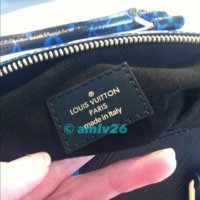 LOUIS VUITTON
PARIS
made in Italy
© amlv26